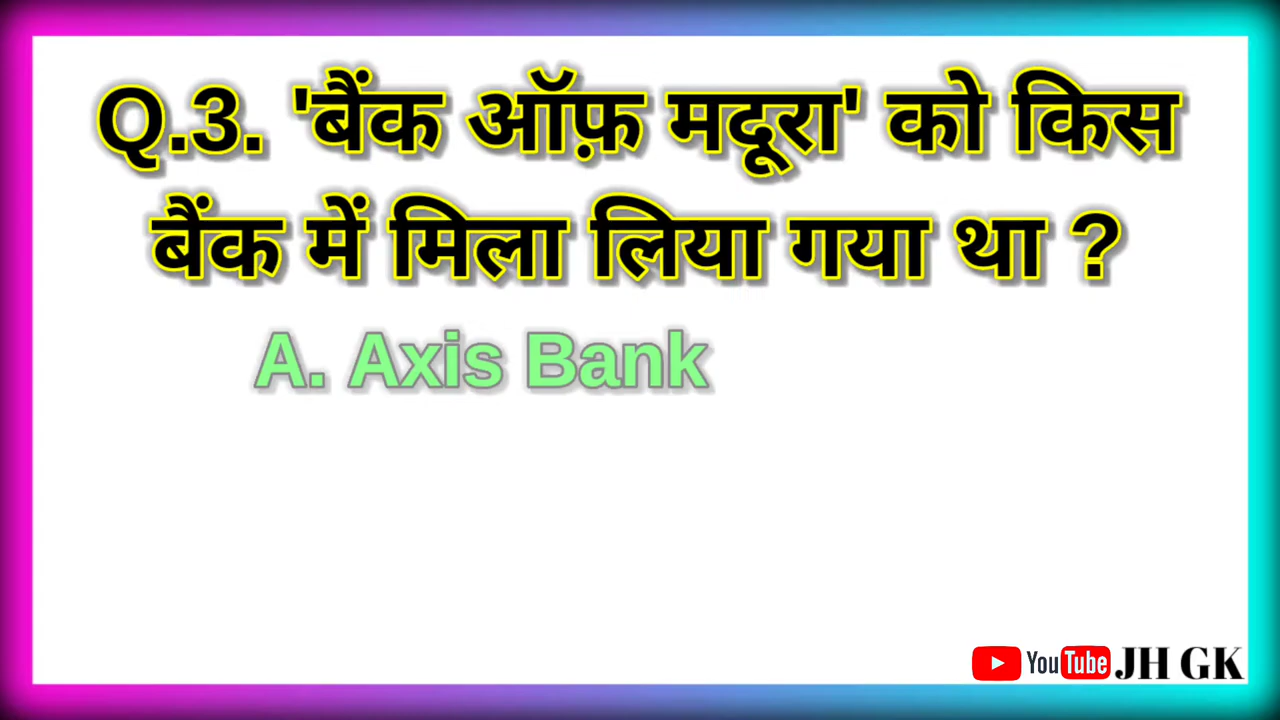 Q.3. 'बैंक ऑफ़ मदूरा' को किस
बैंक में मिला लिया गया था ?
A. Axis Bank
YouTube JH GK